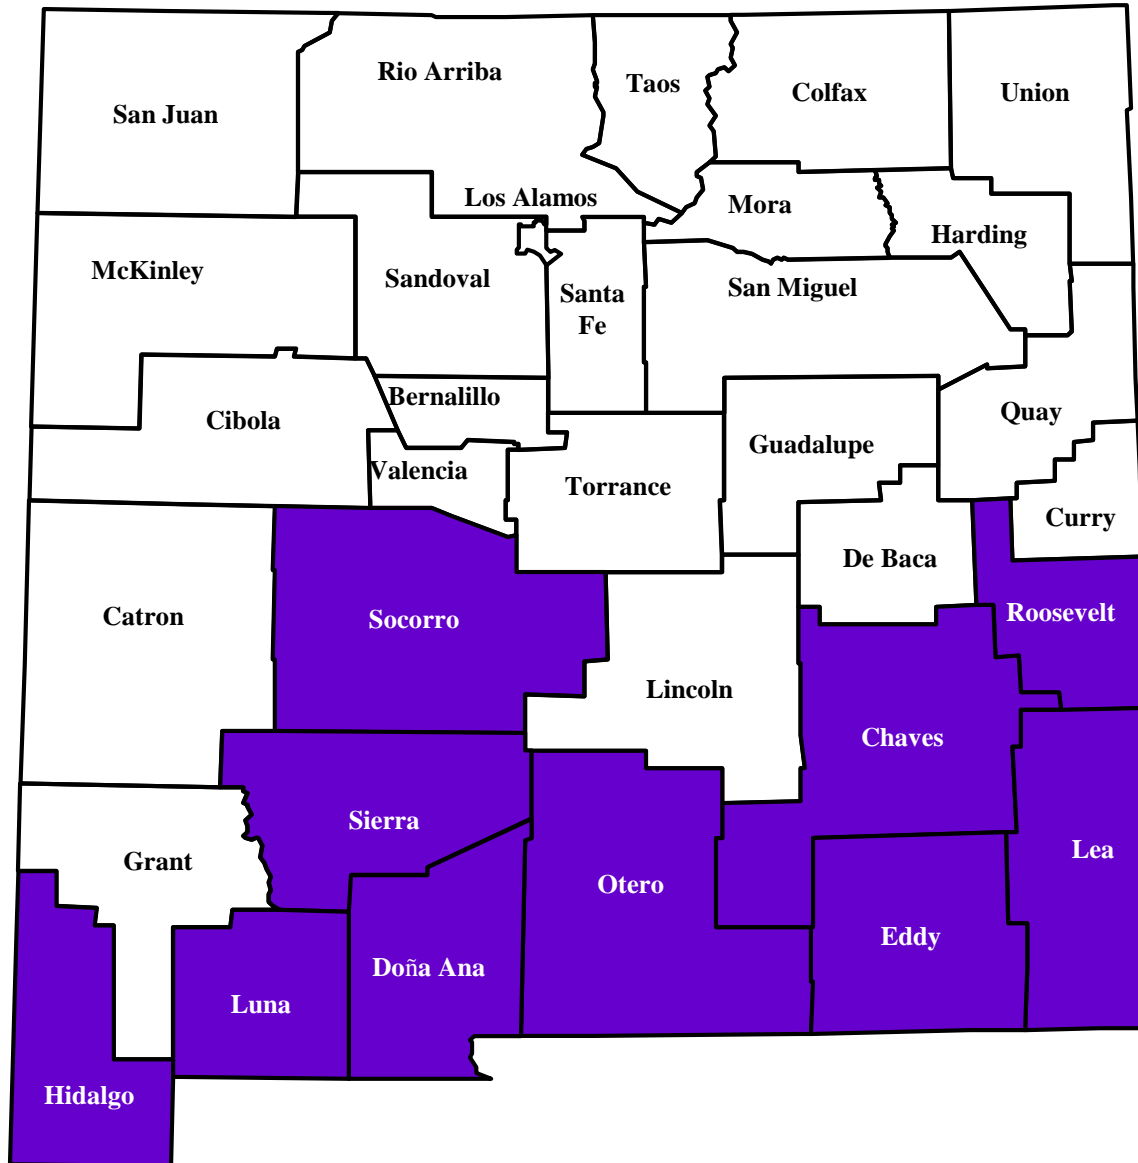 Rio Arriba
Taos
Colfax
Union
San Juan
Los Alamos
Mora
Harding
McKinley
Sandoval
Santa
Fe
San Miguel
Bernalillo
Cibola
Quay
Guadalupe
Valencia
Torrance
Curry
De Baca
Catron
Socorro
Roosevelt
Lincoln
Chaves
Sierra
Grant
Lea
Otero
Eddy
Doña Ana
Luna
Hidalgo